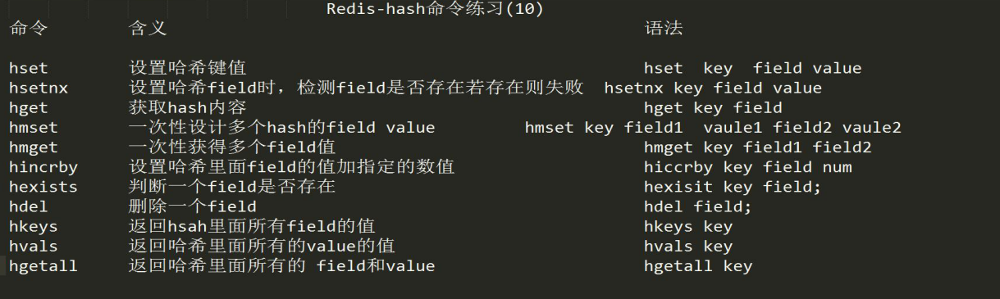 Redis-hash命令练习(10)
命令 含义 语法
hset 设置哈希键值 hset key field value
hsetnx 设置哈希field时，检测field是否存在若存在则失败 hsetnx key field value
hget 获取hash内容 hget key field
hmset 一次性设计多个hash的field value hmset key field1 vaule1 field2 vaule2
hmget 一次性获得多个field值 hmget key field1 field2
hincrby 设置哈希里面field的值加指定的数值 hiccrby key field num
hexists 判断一个field是否存在 hexisit key field;
hdel 删除一个field hdel field;
hkeys 返回hsah里面所有field的值 hkeys key
hvals 返回哈希里面所有的value的值 hvals key
hgetall 返回哈希里面所有的 field和value hgetall key